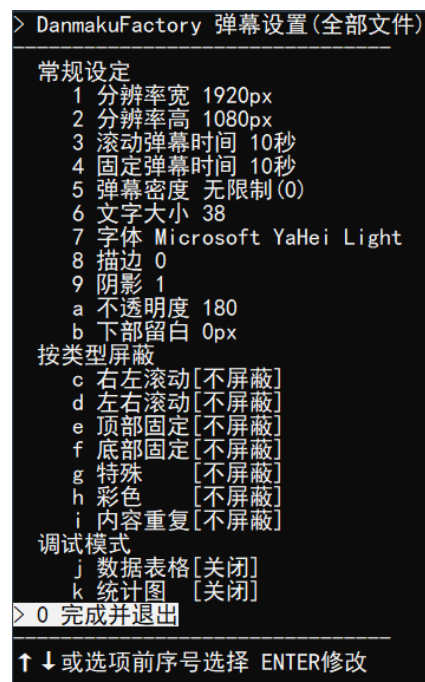 > DanmakuFactory 弹幕设置(全部文件)
--------------------------------
常规设定
1 分辨率宽 1920px
2 分辨率高 1080px
3 滚动弹幕时间 10秒
4 固定弹幕时间 10秒
5 弹幕密度 无限制(0)
6 文字大小 38
7 字体 Microsoft YaHei Light
8 描边 0
9 阴影 1
a 不透明度 180
b 下部留白 0px
按类型屏蔽
c 右左滚动[不屏蔽]
d 左右滚动[不屏蔽]
e 顶部固定[不屏蔽]
f 底部固定[不屏蔽]
g 特殊 [不屏蔽]
h 彩色 [不屏蔽]
i 内容重复[不屏蔽]
调试模式
j 数据表格[关闭]
k 统计图 [关闭]
> 0 完成并退出
--------------------------------
↑↓或选项前序号选择 ENTER修改